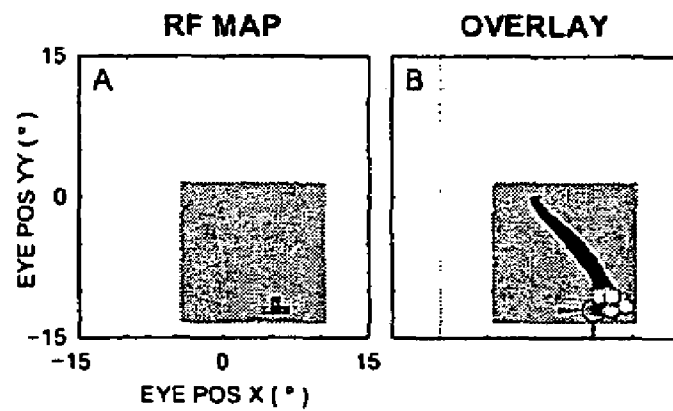 RF MAP OVERLAY
15
A B
EYE POS YY (°)
0
-15
-15 0 15
EYE POS X (°)